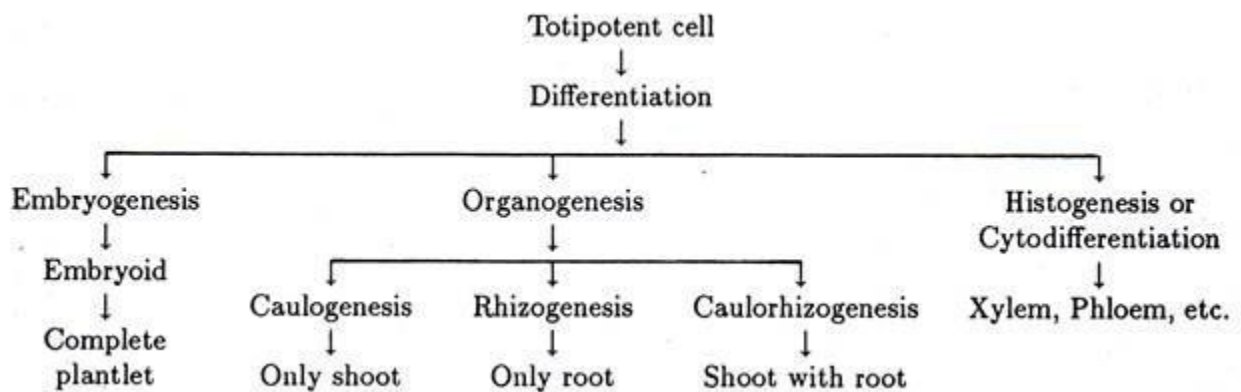 Totipotent cell
Differentiation
Embryogenesis
Organogenesis
Histogenesis or
Cytodifferentiation
Embryoid
Caulogenesis
Rhizogenesis
Caulorhizogenesis
Xylem, Phloem, etc.
Complete
plantlet
Only shoot
Only root
Shoot with root